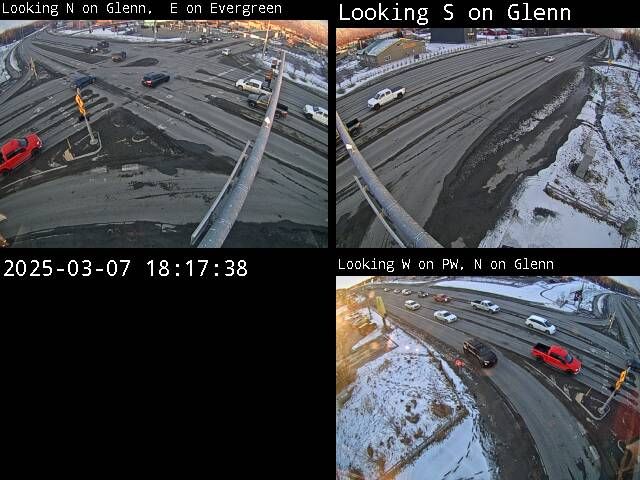 Looking N on Glenn,  E on Evergreen
Looking S on Glenn
2025-03-07 18:17:38
Looking W on PW, N on Glenn